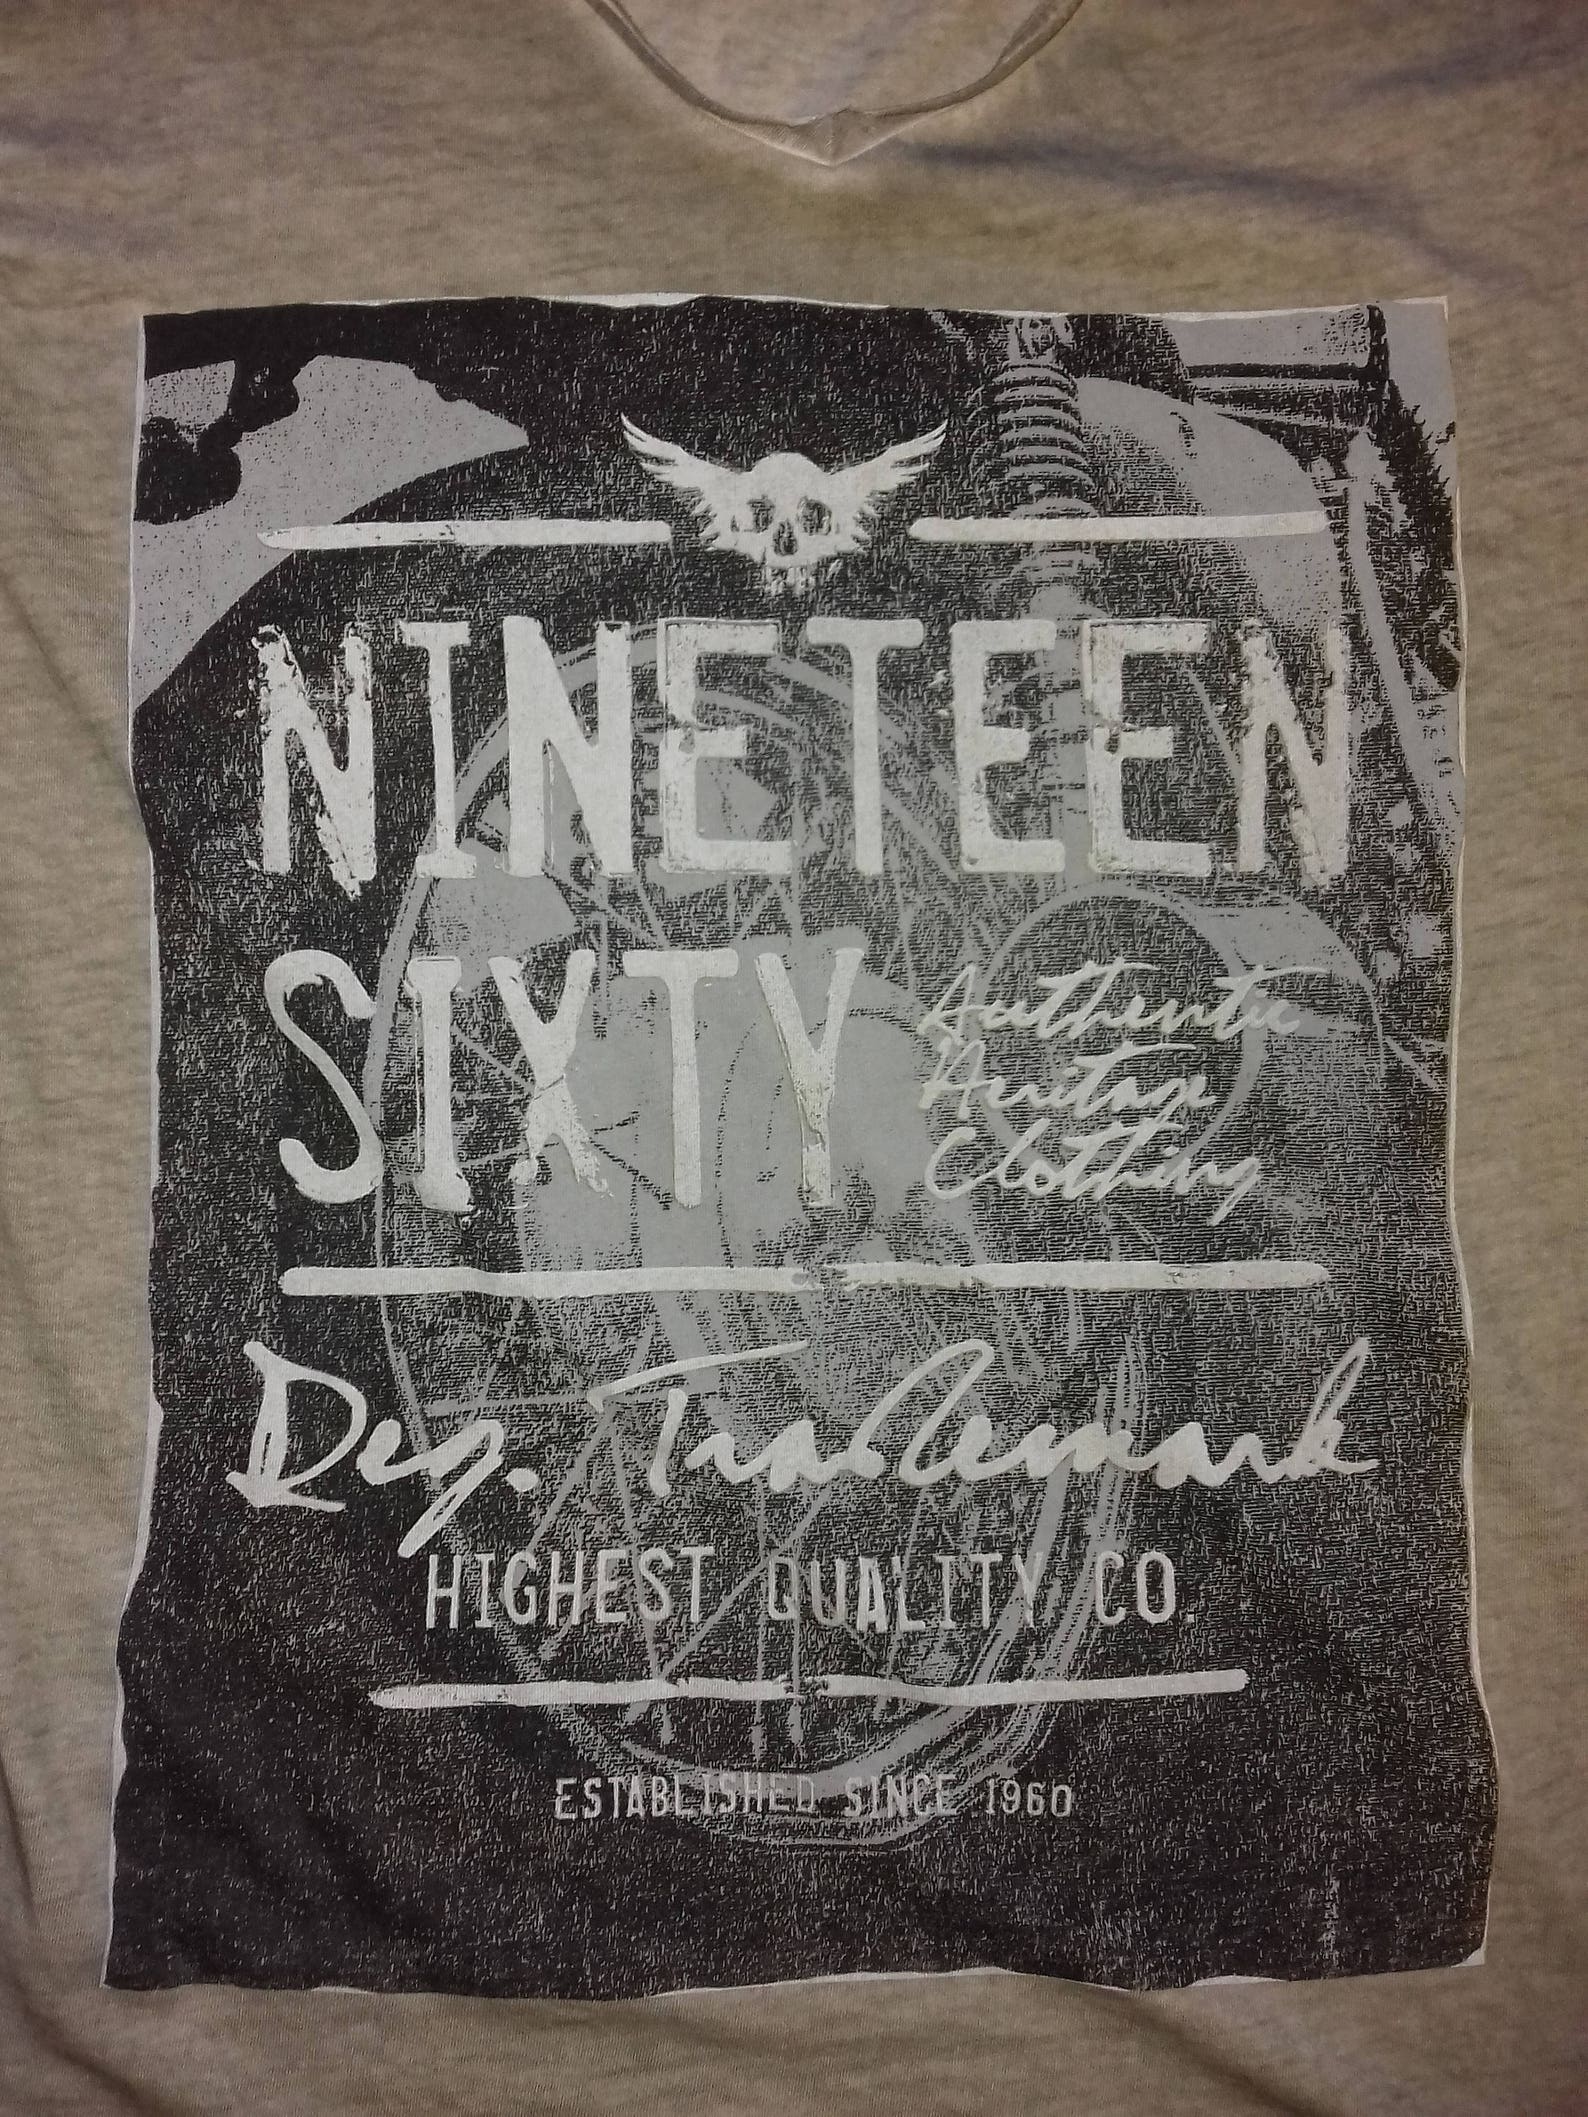 NINETEEN
SIXTY
Authentic
Heritage
Clothing
Reg. Trademark
HIGHEST QUALITY CO.
ESTABLISHED SINCE 1960